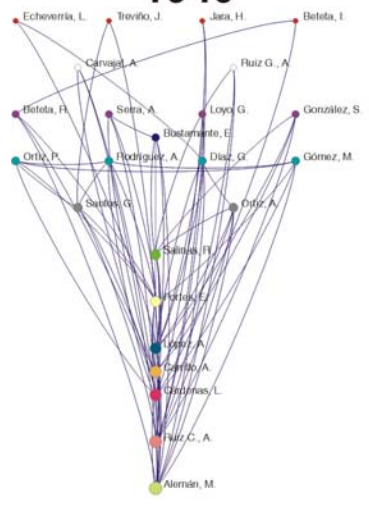 Echeverría, L. Treviño, J. Jara, H. Beteta, I.
Carvajal, A. Ruiz G., A.
Beteta, R. Serra, A. Loyo, G. González, S.
Bustamante, E.
Ortiz, P. Rodríguez, A. Díaz, G. Gómez, M.
Santos, G. Ortiz, A.
Salinas, R.
Portes, E.
López, A.
Carrillo, A.
Cárdenas, L.
Ruiz C., A.
Alemán, M.